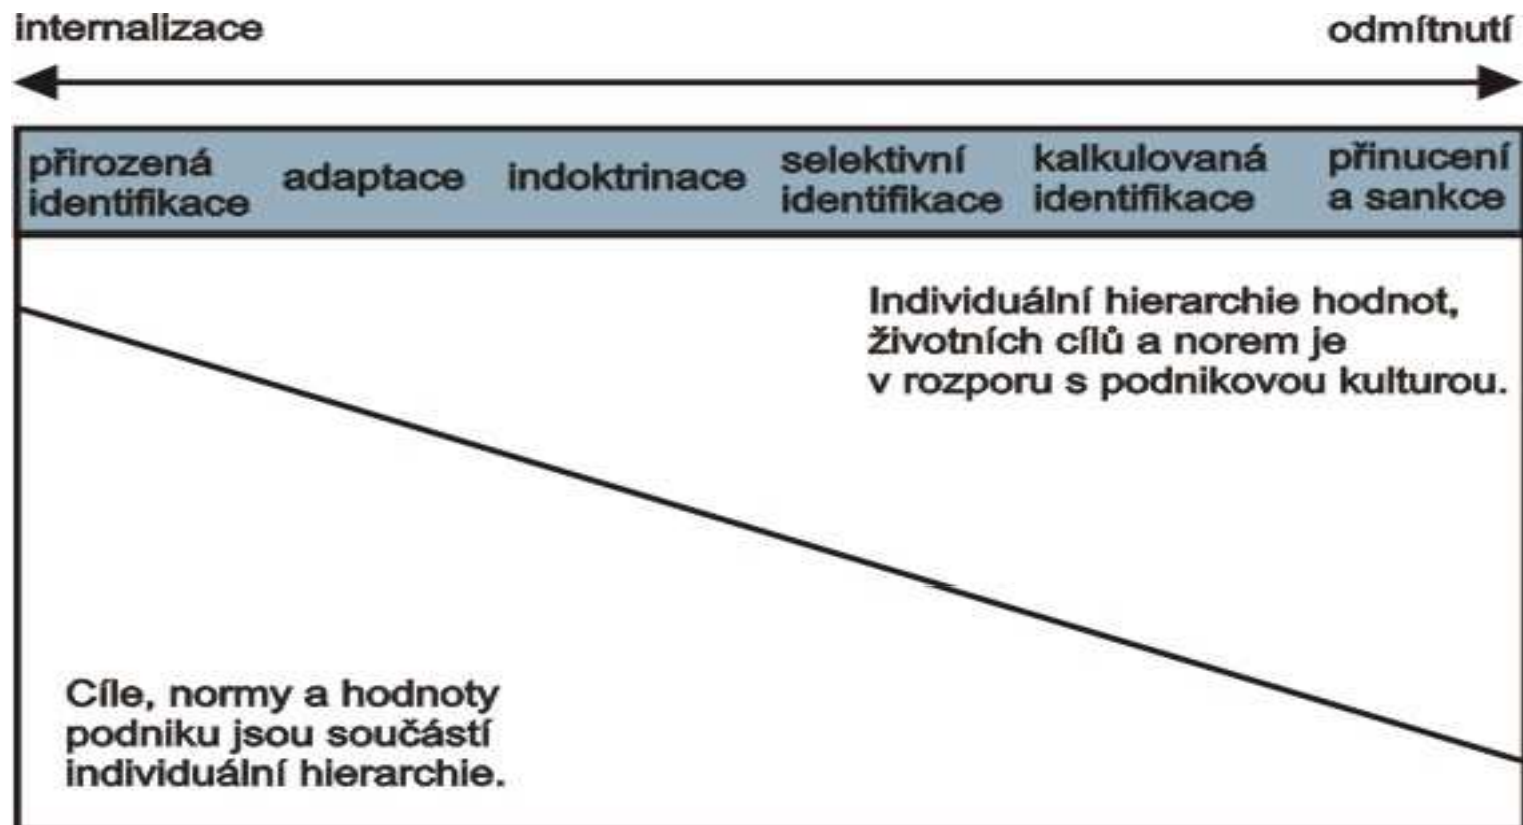 internalizace
odmítnutí
přirozená
identifikace
adaptace
indoktrinace
selektivní
identifikace
kalkulovaná
identifikace
přinucení
a sankce
Individuální hierarchie hodnot,
životních cílů a norem je
v rozporu s podnikovou kulturou.
Cíle, normy a hodnoty
podniku jsou součástí
individuální hierarchie.